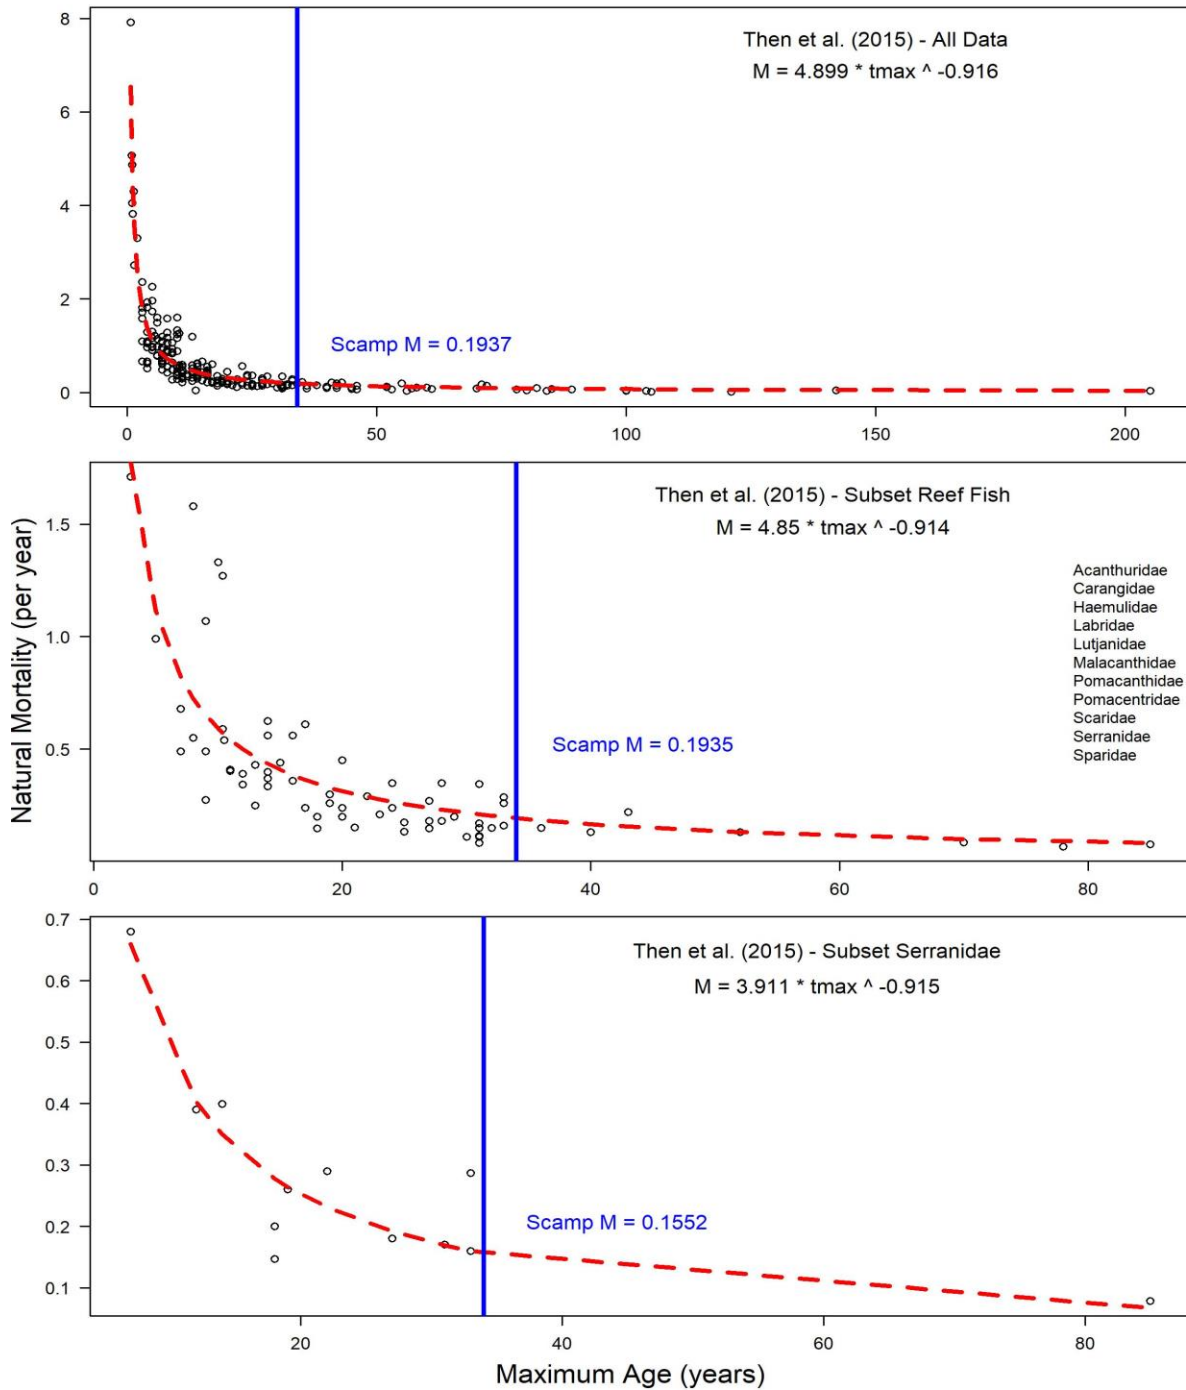 Then et al. (2015) - All Data
M = 4.899 * tmax ^ -0.916
Scamp M = 0.1937
8
6
4
2
0
0 50 100 150 200
Then et al. (2015) - Subset Reef Fish
M = 4.85 * tmax ^ -0.914
Acanthuridae
Carangidae
Haemulidae
Labridae
Lutjanidae
Malacanthidae
Pomacanthidae
Pomacentridae
Scaridae
Serranidae
Sparidae
Scamp M = 0.1935
1.5
1.0
0.5
0 20 40 60 80
Natural Mortality (per year)
Then et al. (2015) - Subset Serranidae
M = 3.911 * tmax ^ -0.915
Scamp M = 0.1552
0.7
0.6
0.5
0.4
0.3
0.2
0.1
20 40 60 80
Maximum Age (years)